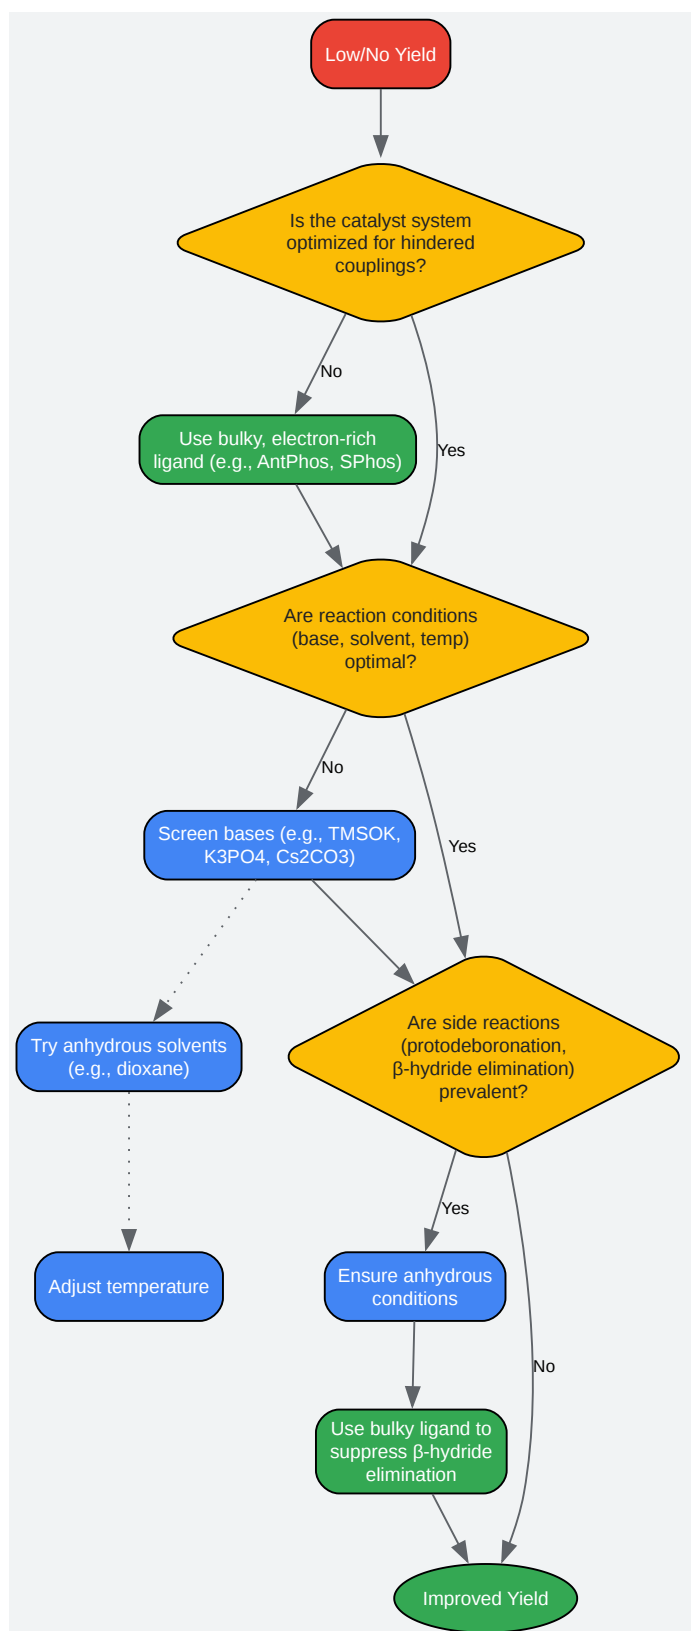 Low/No Yield
Is the catalyst system
optimized for hindered
couplings?
No
Use bulky, electron-rich
ligand (e.g., AntPhos, SPhos)
Yes
Are reaction conditions
(base, solvent, temp)
optimal?
No
Screen bases (e.g., TMSOK,
K3PO4, Cs2CO3)
Yes
Try anhydrous solvents
(e.g., dioxane)
Are side reactions
(protodeboronation,
β-hydride elimination)
prevalent?
Yes
Adjust temperature
Ensure anhydrous
conditions
No
Use bulky ligand to
suppress β-hydride
elimination
Improved Yield